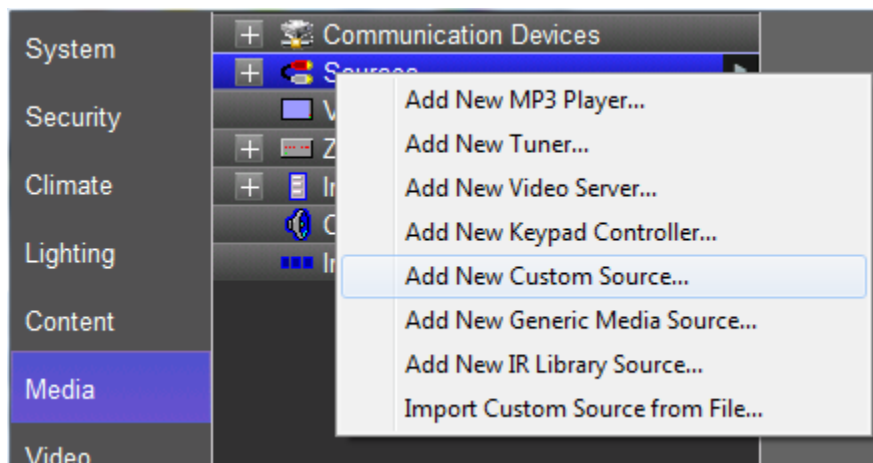 System
Security
Climate
Lighting
Content
Media
Video
Communication Devices
Sources
Add New MP3 Player...
Add New Tuner...
Add New Video Server...
Add New Keypad Controller...
Add New Custom Source...
Add New Generic Media Source...
Add New IR Library Source...
Import Custom Source from File...